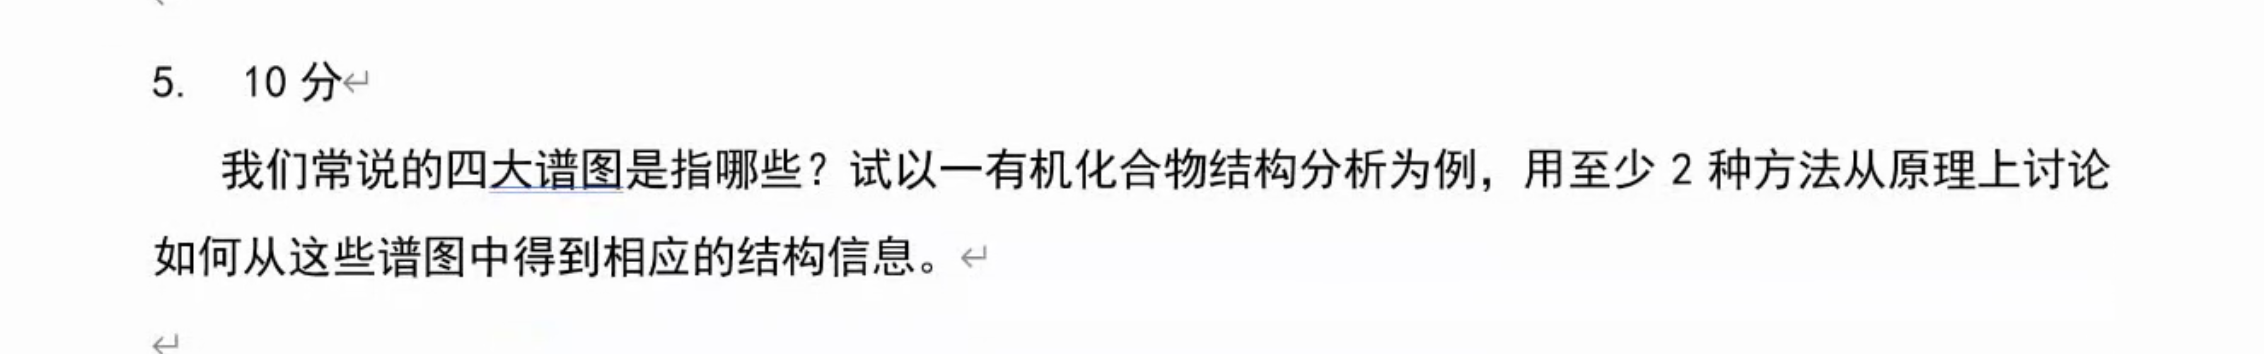 5. 10 分
我们常说的四大谱图是指哪些？试以一有机化合物结构分析为例，用至少 2 种方法从原理上讨论
如何从这些谱图中得到相应的结构信息。